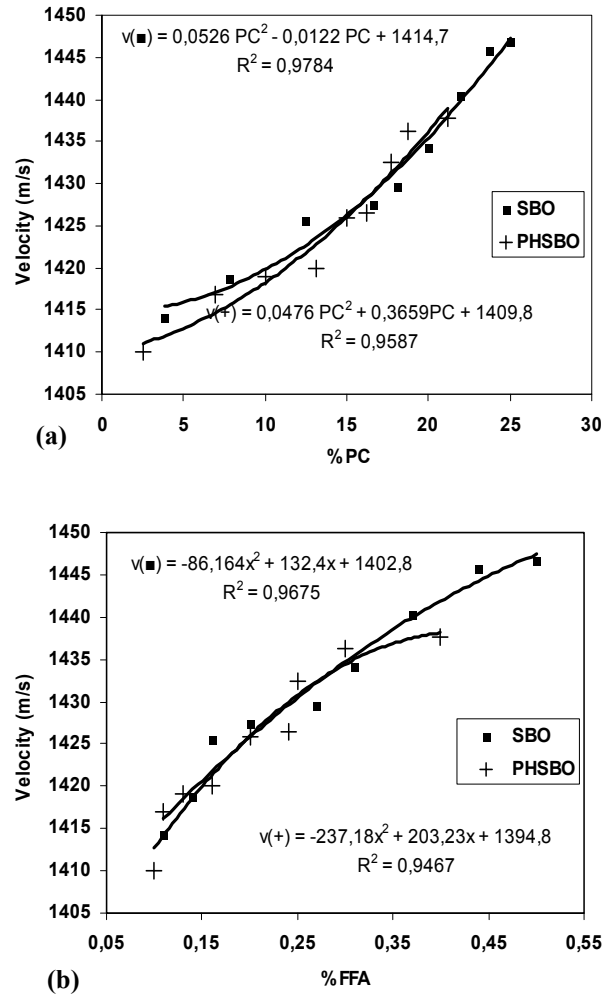 v(■) = 0,0526 PC² - 0,0122 PC + 1414,7
R² = 0,9784
1450
1445
1440
1435
1430
1425
1420
1415
1410
1405
Velocity (m/s)
SBO
PHSBO
v(+) = 0,0476 PC² + 0,3659PC + 1409,8
R² = 0,9587
0 5 10 15 20 25 30
%PC
(a)
v(■) = -86,164x² + 132,4x + 1402,8
R² = 0,9675
1450
1445
1440
1435
1430
1425
1420
1415
1410
1405
Velocity (m/s)
SBO
PHSBO
v(+) = -237,18x² + 203,23x + 1394,8
R² = 0,9467
0,05 0,15 0,25 0,35 0,45 0,55
%FFA
(b)